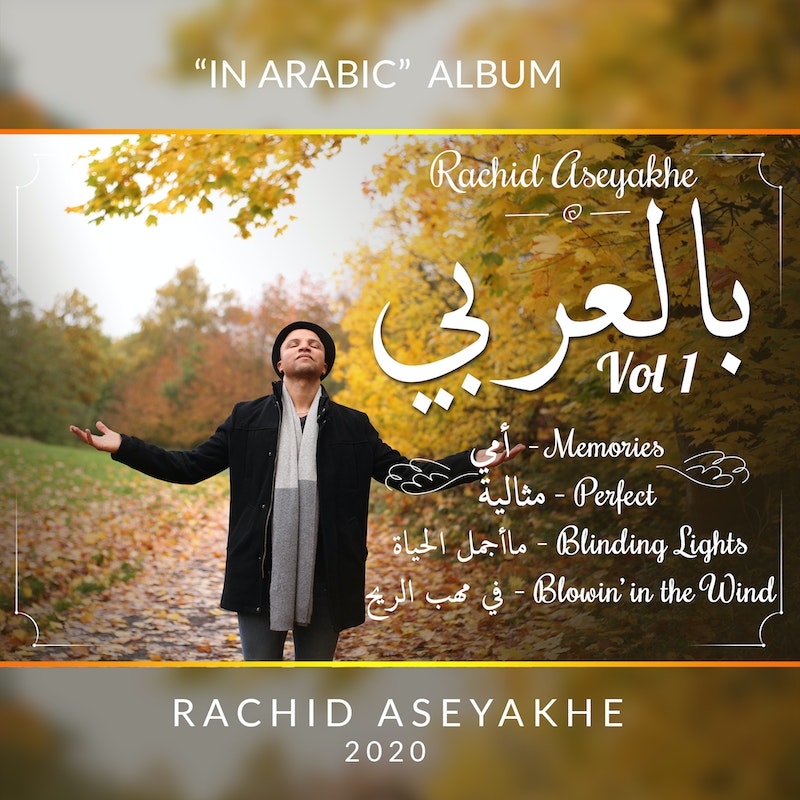 “IN ARABIC” ALBUM
Rachid Aseyakhe
بالعربي
Vol 1
أمي - Memories
مثالية - Perfect
ماأجمل الحياة - Blinding Lights
في مهب الريح - Blowin' in the Wind
RACHID ASEYAKHE
2020